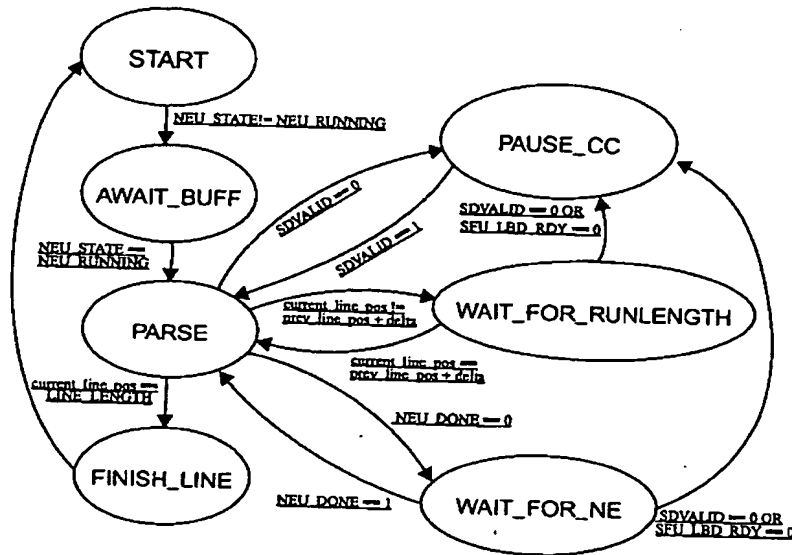 START
NEU_STATE != NEU_RUNNING
PAUSE_CC
AWAIT_BUFF
SDVALID == 0
SDVALID == 0 OR
SFU_LBD_RDY == 0
NEU_STATE ==
NEU_RUNNING
SDVALID == 1
current_line_pos !=
prev_line_pos + delta
WAIT_FOR_RUNLENGTH
PARSE
current_line_pos ==
prev_line_pos + delta
current_line_pos ==
LINE_LENGTH
NEU_DONE == 0
FINISH_LINE
NEU_DONE == 1
WAIT_FOR_NE
SDVALID == 0 OR
SFU_LBD_RDY == 0